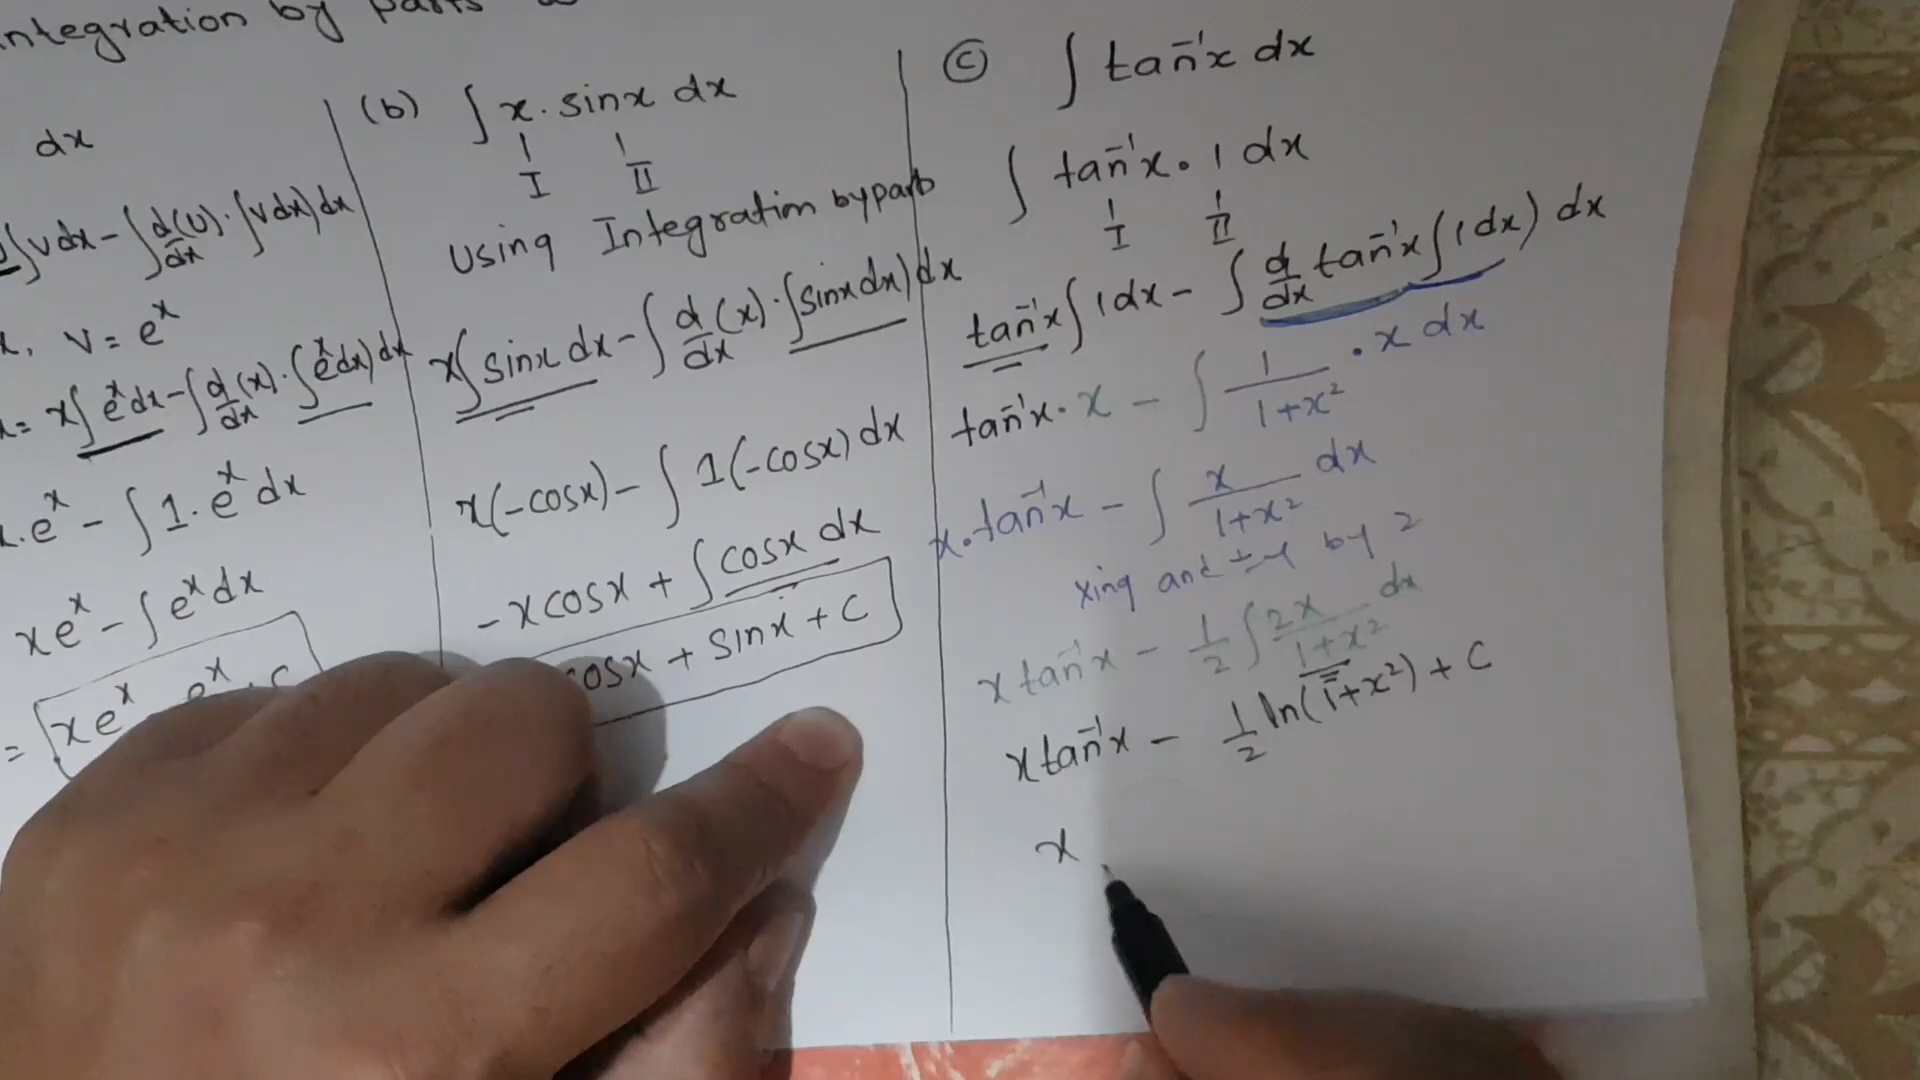 integration by parts
dx
∫vdx-∫d/dx(U)·∫vdx)dx
v=e^x
= x∫e^x dx-∫d/dx(x)·∫e^x dx)dx
x.e^x - ∫1.e^x dx
xe^x - ∫e^x dx
= xe^x e^x + C
(b) ∫x. sinx dx
I II
Using Integration by parts
x∫sinx dx-∫d/dx(x)·∫sinx dx)dx
x(-cosx)-∫1(-cosx)dx
-xcosx + ∫cosx dx
cosx + sinx + C
(c) ∫tan⁻¹x dx
∫tan⁻¹x. 1 dx
I II
tan⁻¹x∫1dx - ∫d/dx tan⁻¹x∫1dx) dx
tan⁻¹x. x - ∫1/(1+x²) . x dx
x.tan⁻¹x - ∫x/(1+x²) dx
xing and ÷ by 2
x tan⁻¹x - 1/2 ∫2x/(1+x²) dx
x tan⁻¹x - 1/2 ln(1+x²) + C
x